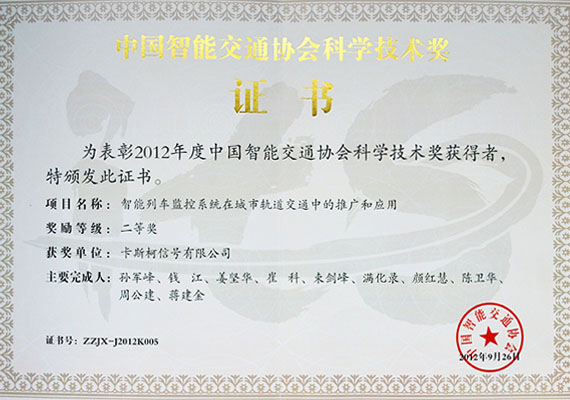 中国智能交通协会科学技术奖
证书
为表彰2012年度中国智能交通协会科学技术奖获得者，
特颁发此证书。
项目名称：智能列车监控系统在城市轨道交通中的推广和应用
奖励等级：二等奖
获奖单位：卡斯柯信号有限公司
主要完成人：孙军峰、钱 江、姜坚华、崔 科、束剑峰、满化录、颜红慧、陈卫华、
周公建、蒋建金
证书号：ZZJX-J2012K005
中国智能交通协会
2012年9月26日